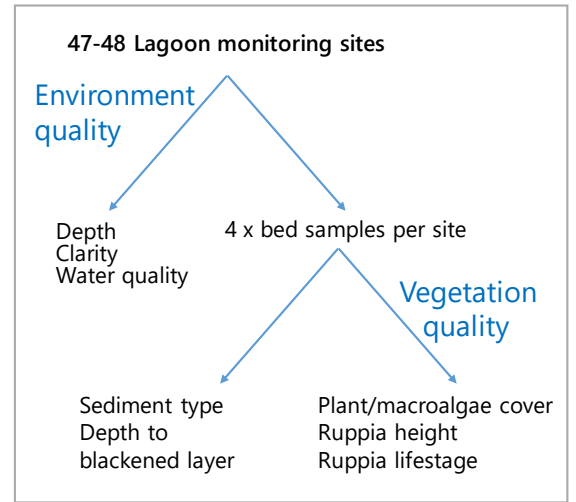 47-48 Lagoon monitoring sites
Environment
quality
Depth
Clarity
Water quality
4 x bed samples per site
Vegetation
quality
Sediment type
Depth to
blackened layer
Plant/macroalgae cover
Ruppia height
Ruppia lifestage